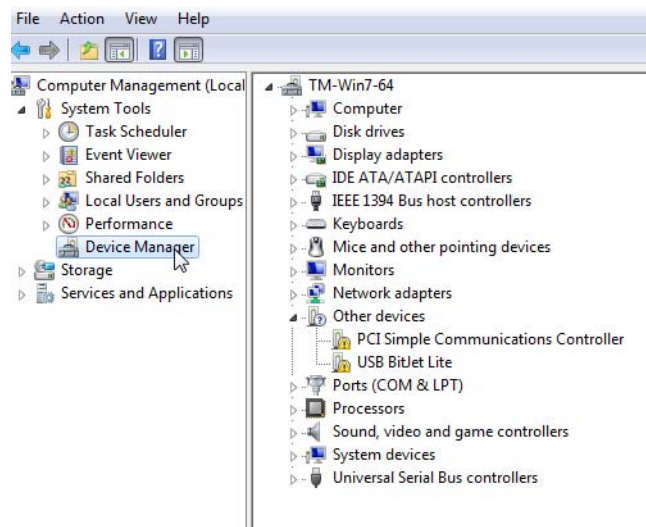 File Action View Help
Computer Management (Local
System Tools
Task Scheduler
Event Viewer
Shared Folders
Local Users and Groups
Performance
Device Manager
Storage
Services and Applications
TM-Win7-64
Computer
Disk drives
Display adapters
IDE ATA/ATAPI controllers
IEEE 1394 Bus host controllers
Keyboards
Mice and other pointing devices
Monitors
Network adapters
Other devices
PCI Simple Communications Controller
USB BitJet Lite
Ports (COM & LPT)
Processors
Sound, video and game controllers
System devices
Universal Serial Bus controllers